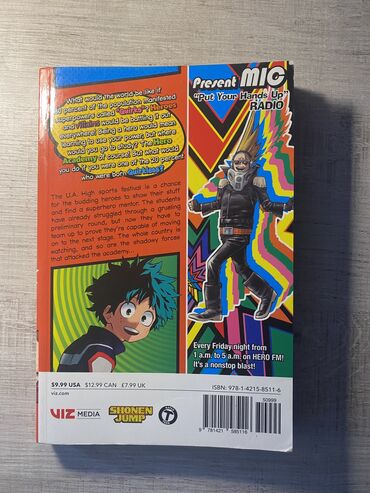 What would the world be like if
80 percent of the population manifested
superpowers called "Quirks"? Heroes
and villains would be battling it out
everywhere! Being a hero would mean
learning to use your power, but where
would you go to study? The Hero
Academy of course! But what would
you do if you were one of the 20 percent
who were born Quirkless?
The U.A. High sports festival is a chance
for the budding heroes to show their stuff
and find a superhero mentor. The students
have already struggled through a grueling
preliminary round, but now they have to
team up to prove they're capable of moving
on to the next stage. The whole country is
watching, and so are the shadowy forces
that attacked the academy...
Present MIC
"Put Your Hands Up"
RADIO
Every Friday night from
1 a.m. to 5 a.m. on HERO FM!
It's a nonstop blast!
$9.99 USA $12.99 CAN £7.99 UK
viz.com
VIZ MEDIA
SHONEN
JUMP
T
ISBN: 978-1-4215-8511-6
50999
9 781421 585116